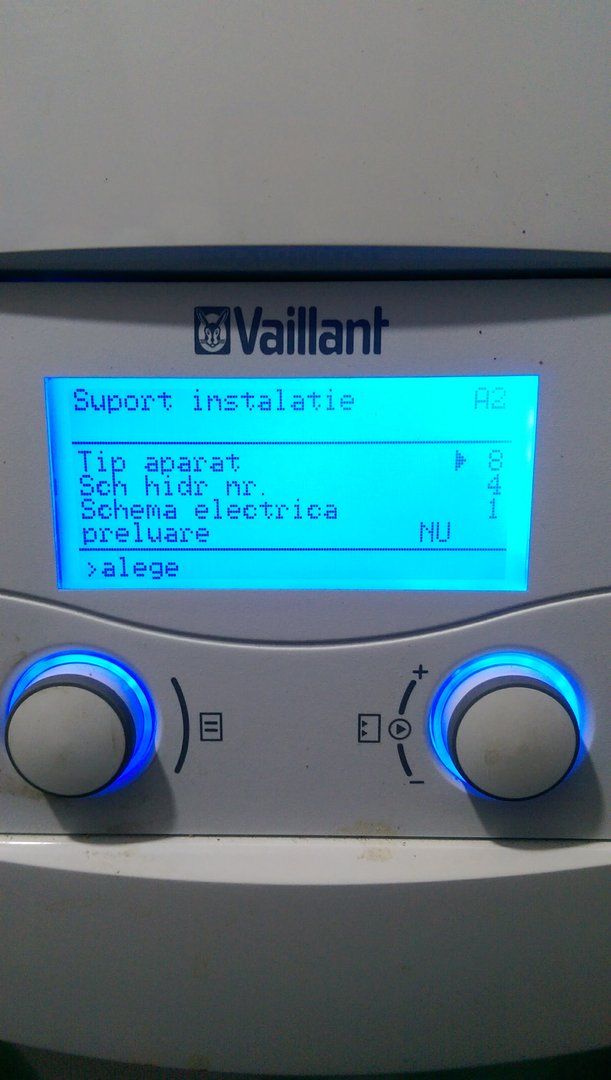 Vaillant
Suport instalatie A2
Tip aparat 8
Sch hidr nr. 4
Schema electrica 1
preluare NU
>alege
+
−